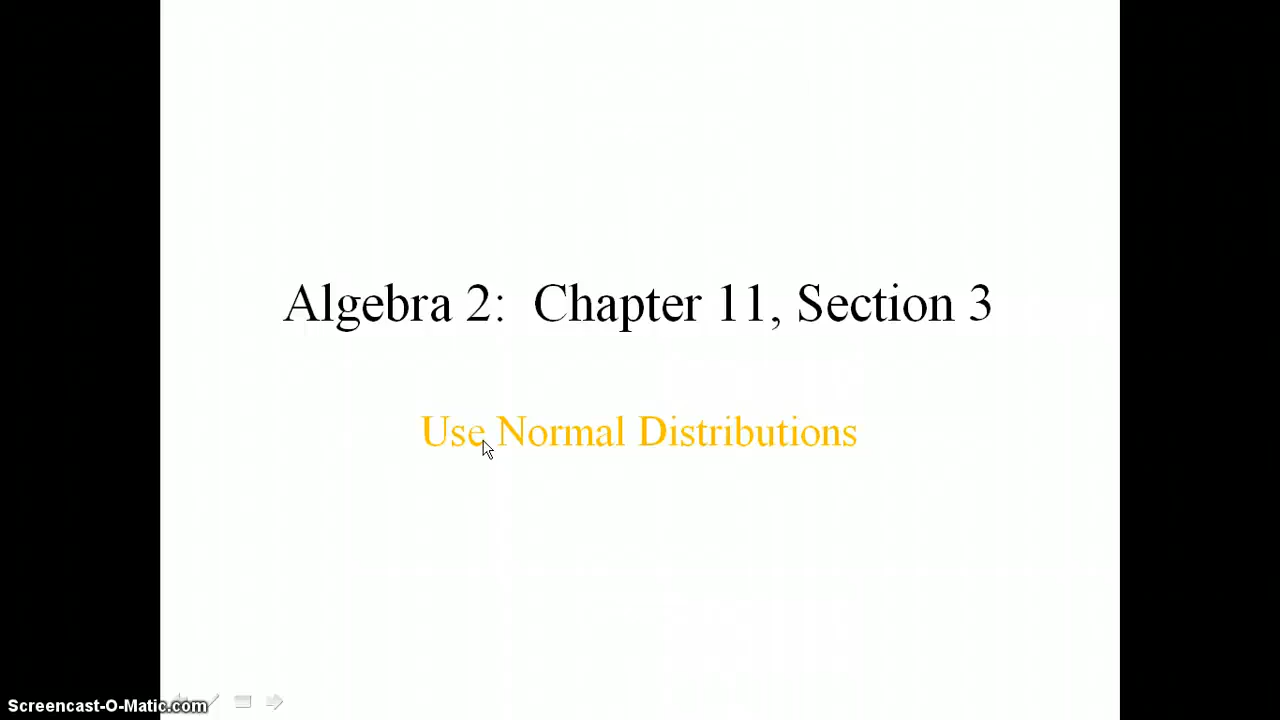 Algebra 2:  Chapter 11, Section 3
Use Normal Distributions
Screencast-O-Matic.com